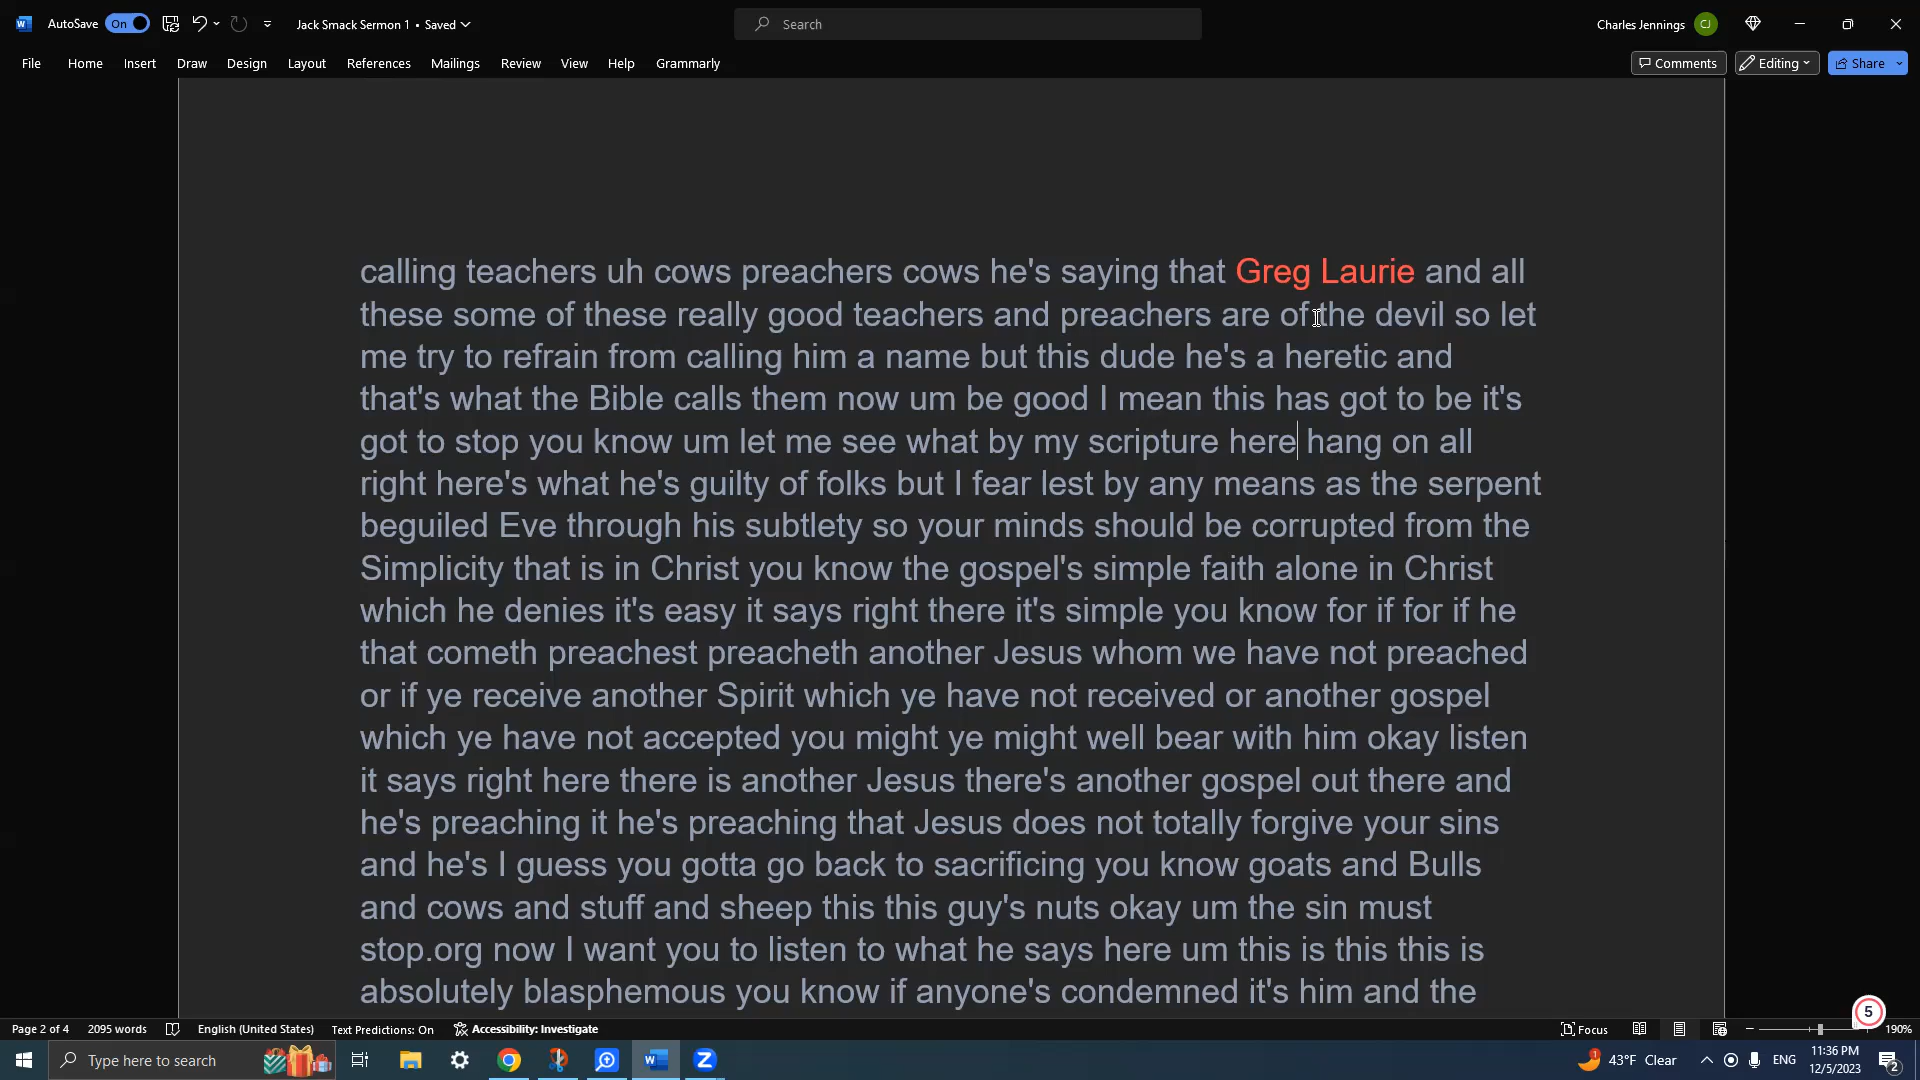 AutoSave On Jack Smack Sermon 1 • Saved Search Charles Jennings CJ
File Home Insert Draw Design Layout References Mailings Review View Help Grammarly Comments Editing Share
calling teachers uh cows preachers cows he's saying that Greg Laurie and all
these some of these really good teachers and preachers are of the devil so let
me try to refrain from calling him a name but this dude he's a heretic and
that's what the Bible calls them now um be good I mean this has got to be it's
got to stop you know um let me see what by my scripture here hang on all
right here's what he's guilty of folks but I fear lest by any means as the serpent
beguiled Eve through his subtlety so your minds should be corrupted from the
Simplicity that is in Christ you know the gospel's simple faith alone in Christ
which he denies it's easy it says right there it's simple you know for if for if he
that cometh preachest preacheth another Jesus whom we have not preached
or if ye receive another Spirit which ye have not received or another gospel
which ye have not accepted you might ye might well bear with him okay listen
it says right here there is another Jesus there's another gospel out there and
he's preaching it he's preaching that Jesus does not totally forgive your sins
and he's I guess you gotta go back to sacrificing you know goats and Bulls
and cows and stuff and sheep this this guy's nuts okay um the sin must
stop.org now I want you to listen to what he says here um this is this this is
absolutely blasphemous you know if anyone's condemned it's him and the
5
Page 2 of 4 2095 words English (United States) Text Predictions: On Accessibility: Investigate Focus 190%
Type here to search 43°F Clear ENG 11:36 PM
12/5/2023 2